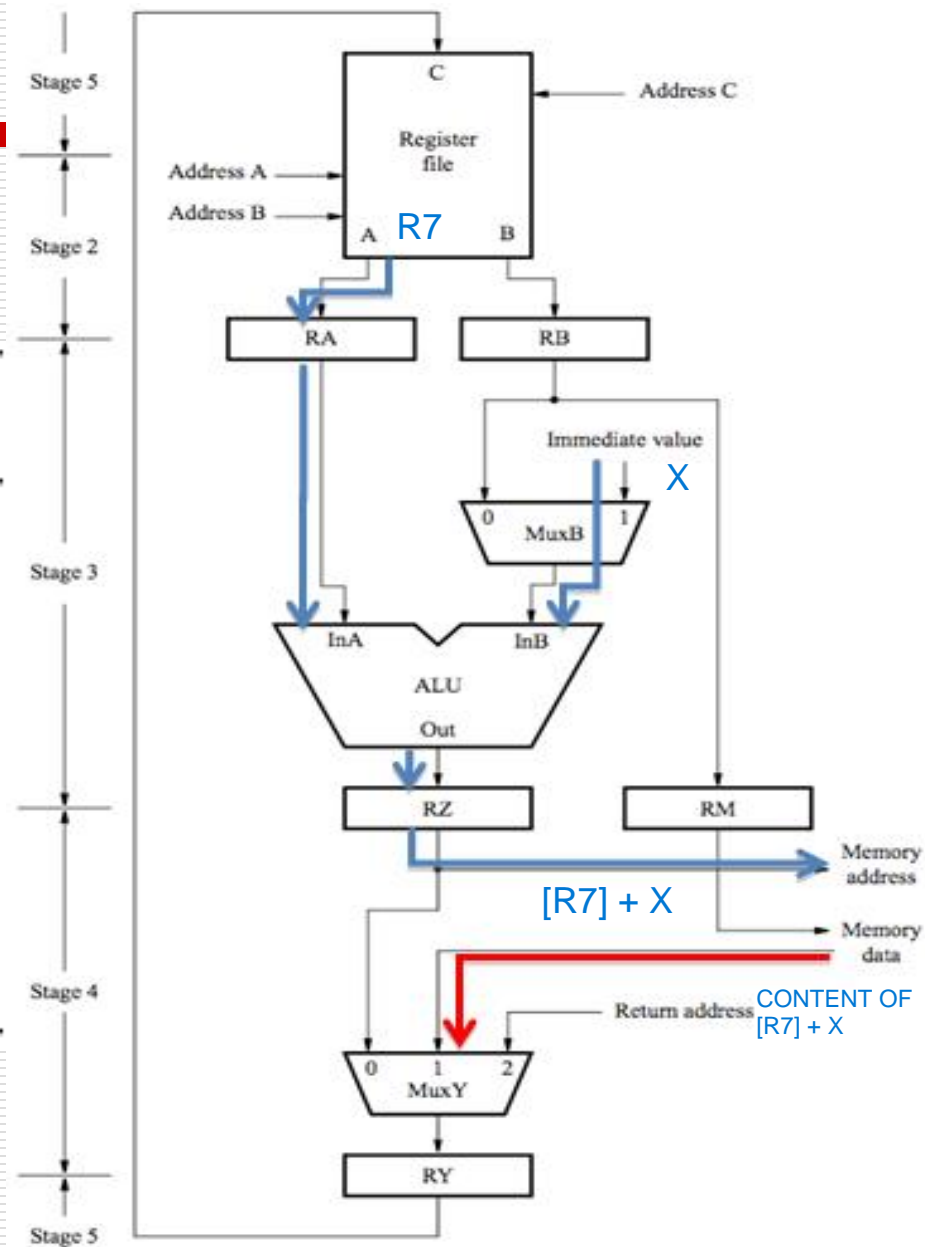 Stage 5
C
Address C
Register
file
Address A
Address B
A
R7
B
Stage 2
RA
RB
Immediate value
X
0
1
MuxB
Stage 3
InA
InB
ALU
Out
RZ
RM
Memory
address
[R7] + X
Memory
data
Stage 4
Return address
CONTENT OF
[R7] + X
0
1
2
MuxY
RY
Stage 5